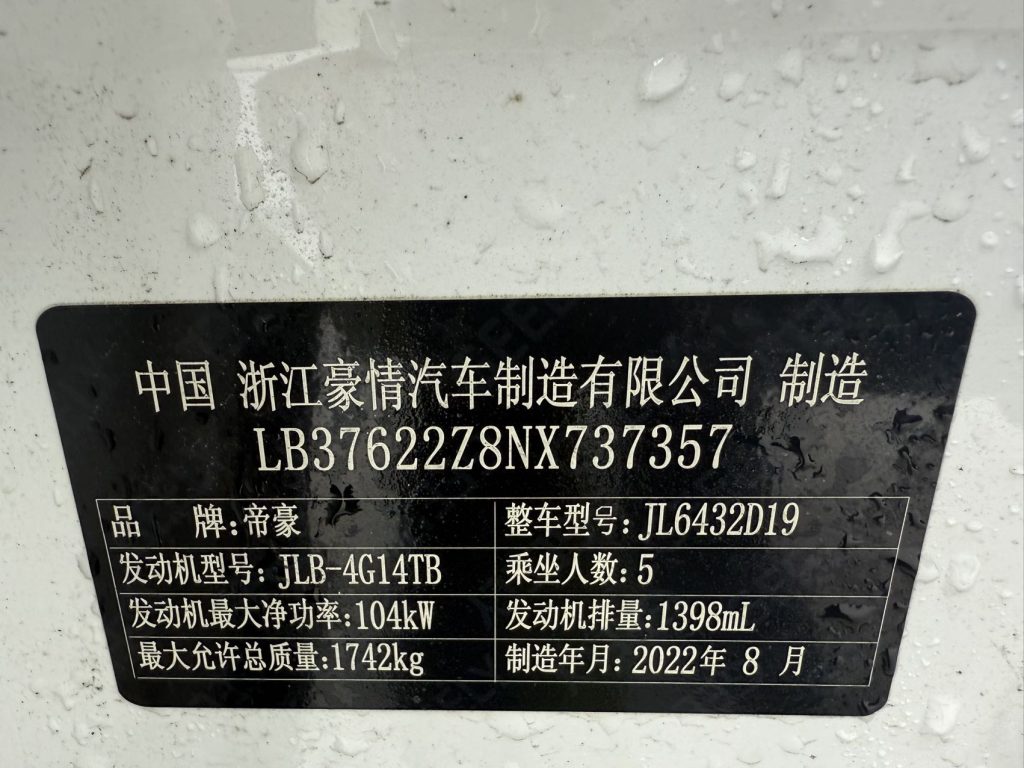 中国 浙江豪情汽车制造有限公司 制造
LB37622Z8NX737357
品 牌:帝豪 整车型号:JL6432D19
发动机型号:JLB-4G14TB 乘坐人数:5
发动机最大净功率:104kW 发动机排量:1398mL
最大允许总质量:1742kg 制造年月:2022年 8 月